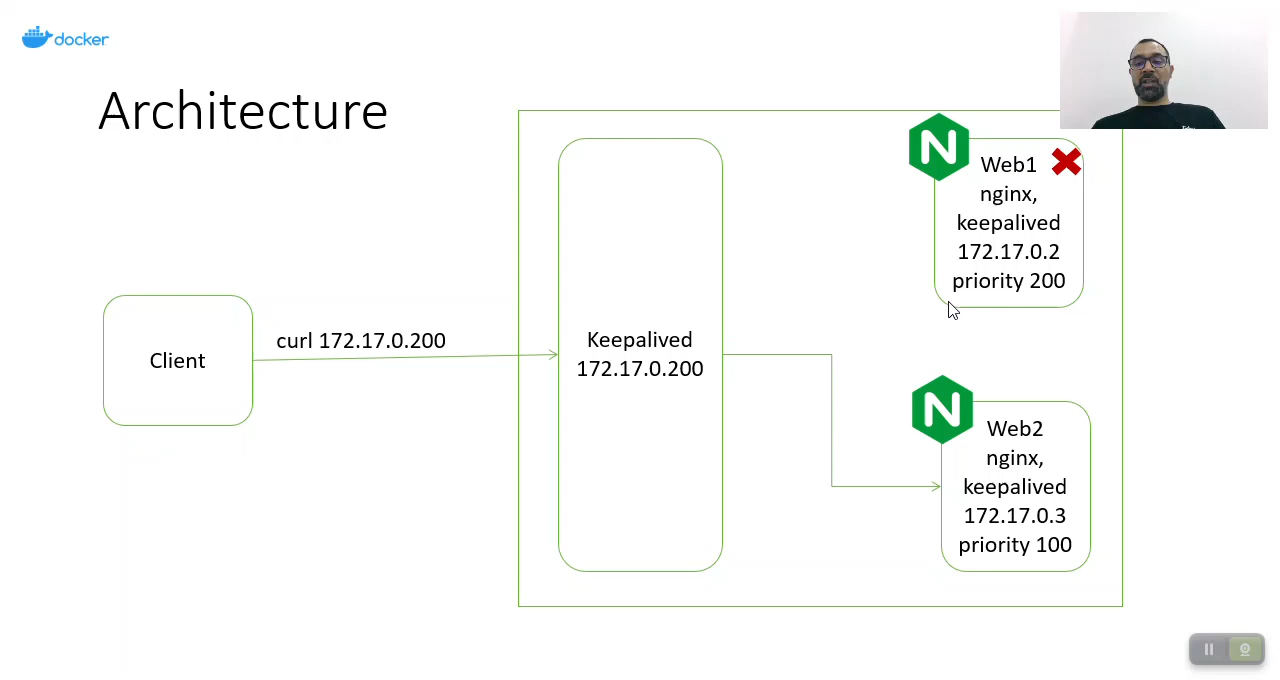 docker
Architecture
Client
curl 172.17.0.200
Keepalived
172.17.0.200
Web1
nginx,
keepalived
172.17.0.2
priority 200
Web2
nginx,
keepalived
172.17.0.3
priority 100